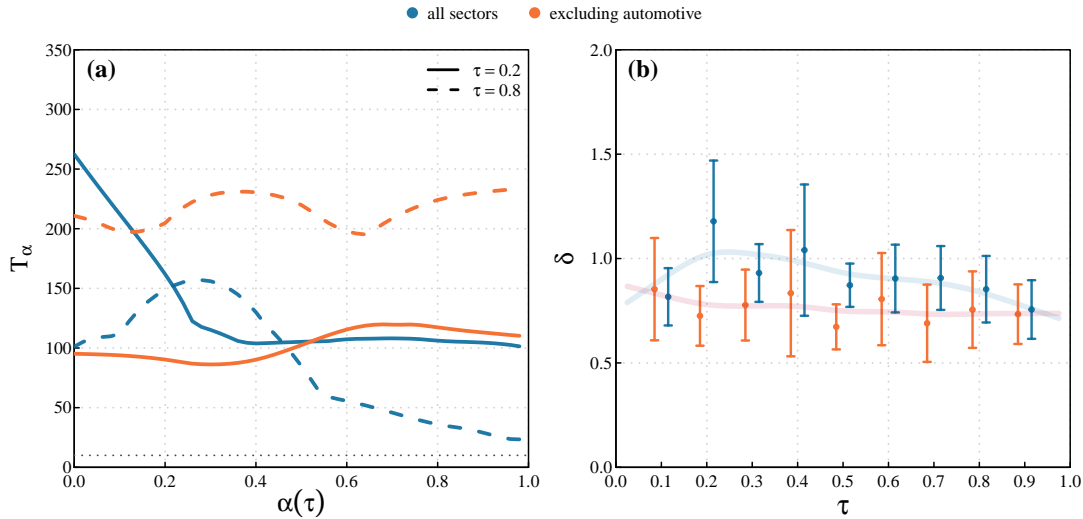 all sectors
excluding automotive
(a)
τ = 0.2
τ = 0.8
350
300
250
200
150
100
50
0
T_α
0.0 0.2 0.4 0.6 0.8 1.0
α(τ)
(b)
2.0
1.5
1.0
0.5
0.0
δ
0.0 0.1 0.2 0.3 0.4 0.5 0.6 0.7 0.8 0.9 1.0
τ